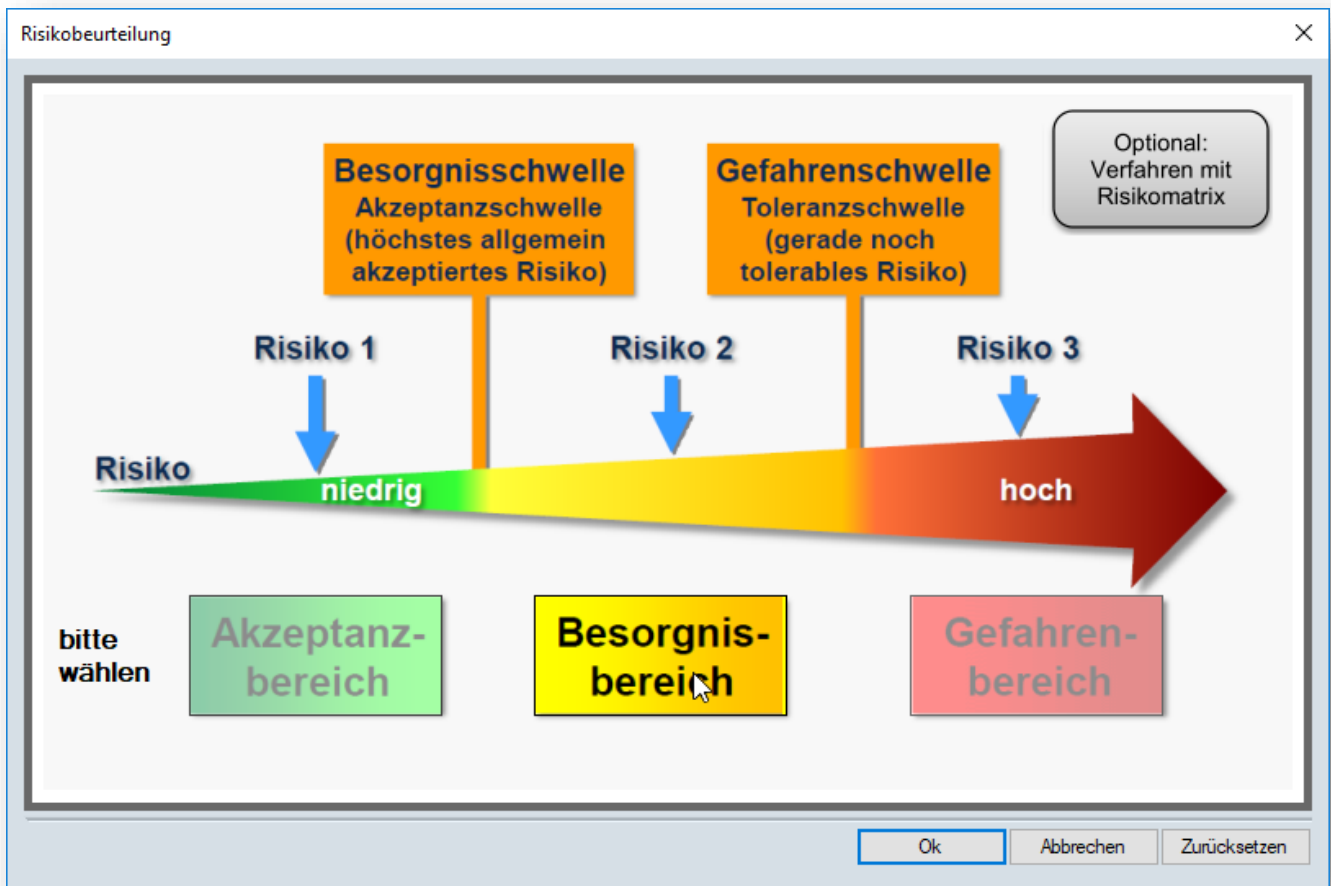 Risikobeurteilung
Optional:
Verfahren mit
Risikomatrix
Besorgnisschwelle
Akzeptanzschwelle
(höchstes allgemein
akzeptiertes Risiko)
Gefahrenschwelle
Toleranzschwelle
(gerade noch
tolerables Risiko)
Risiko 1
Risiko 2
Risiko 3
Risiko
niedrig
hoch
bitte
wählen
Akzeptanz-
bereich
Besorgnis-
bereich
Gefahren-
bereich
Ok
Abbrechen
Zurücksetzen